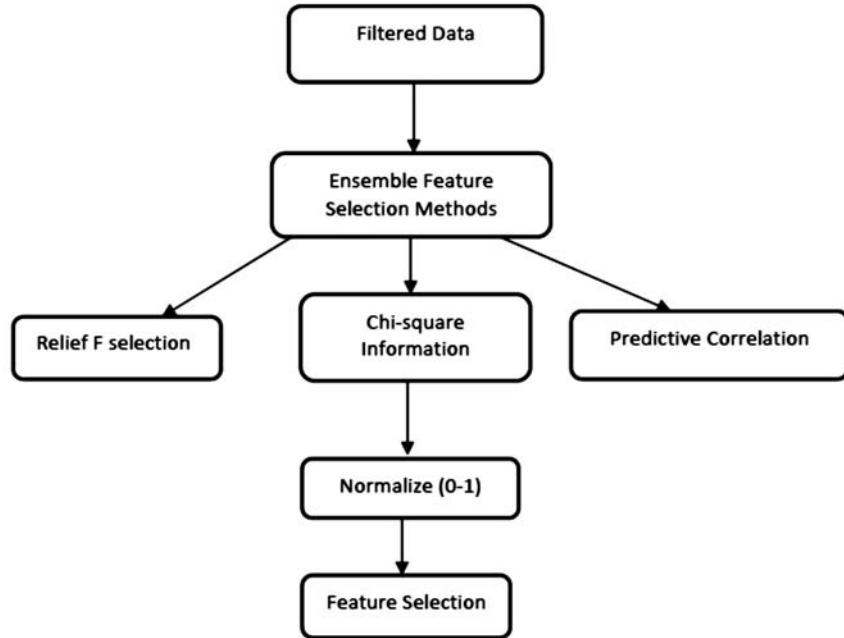 Filtered Data
Ensemble Feature
Selection Methods
Relief F selection
Chi-square
Information
Predictive Correlation
Normalize (0-1)
Feature Selection